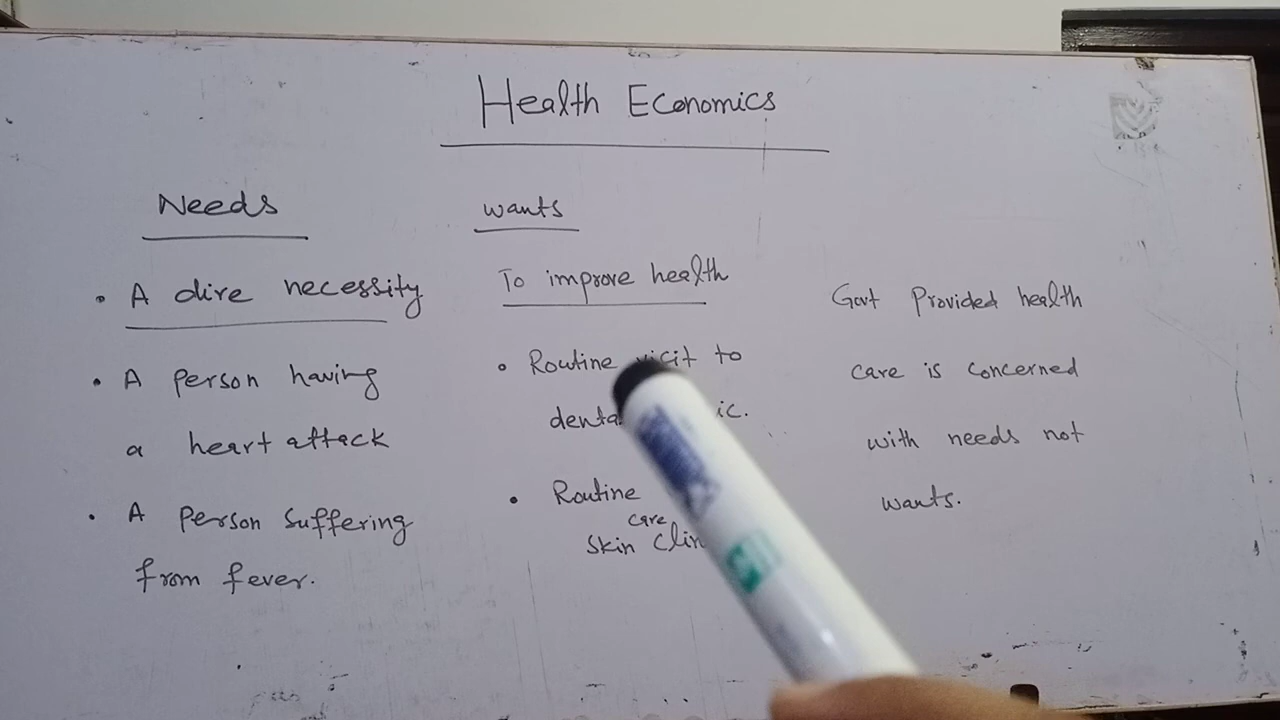 Health Economics
Needs
• A dire necessity
• A person having
a heart attack
• A person suffering
from fever.
wants
To improve health
• Routine visit to
• Routine
care
skin
Govt Provided health
care is concerned
with needs not
wants.